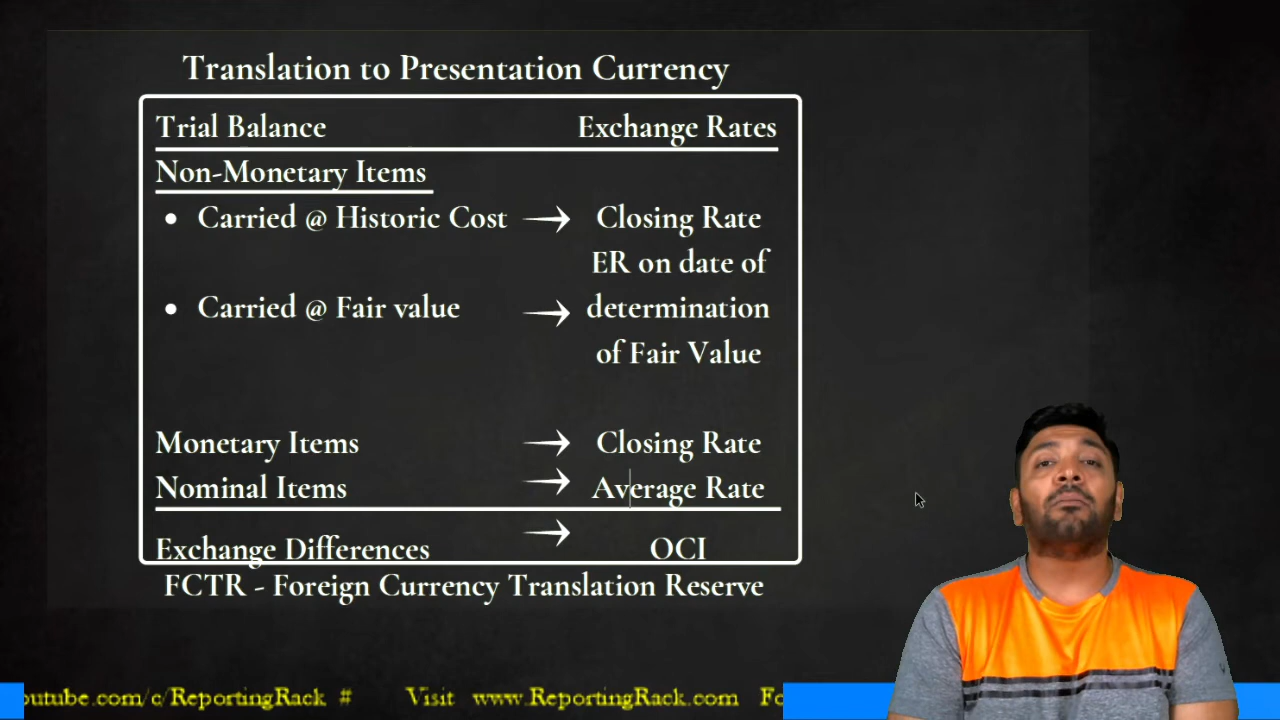 Translation to Presentation Currency
Trial Balance Exchange Rates
Non-Monetary Items
• Carried @ Historic Cost → Closing Rate
ER on date of
• Carried @ Fair value → determination
of Fair Value
Monetary Items → Closing Rate
Nominal Items → Average Rate
Exchange Differences → OCI
FCTR - Foreign Currency Translation Reserve
outube.com/c/ReportingRack # Visit www.ReportingRack.com Fo